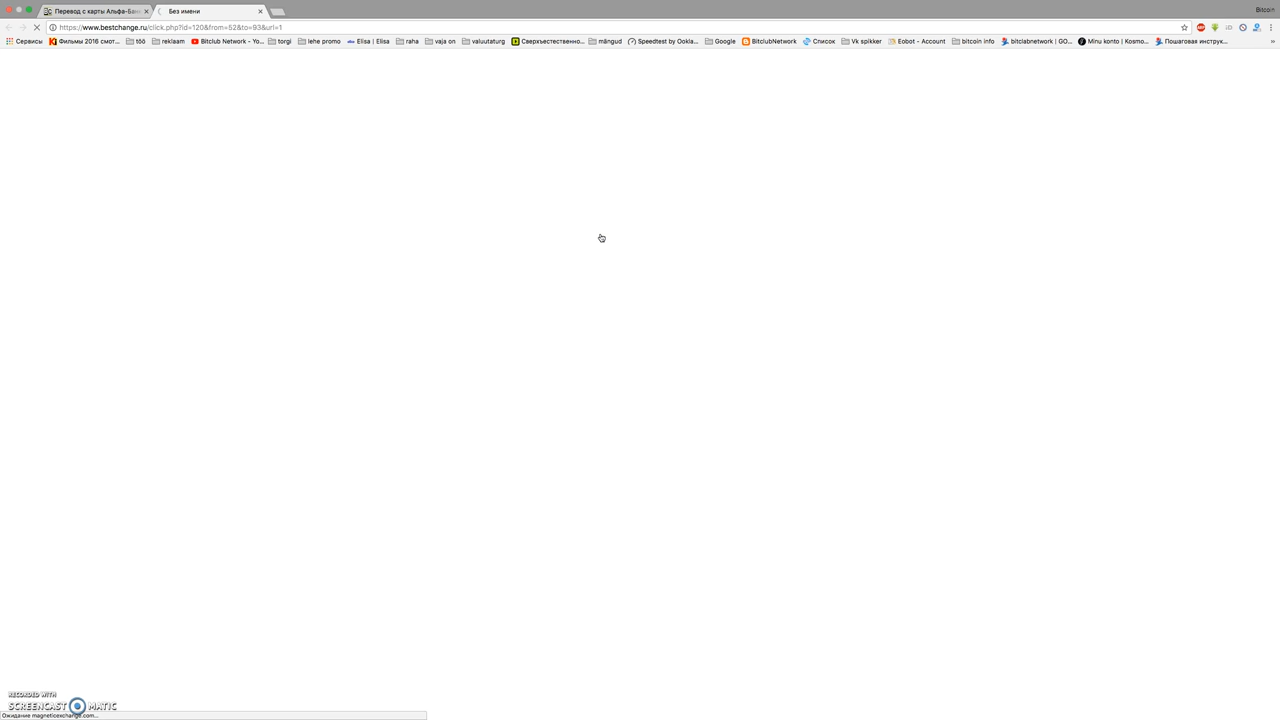 Перевод с карты Альфа-Бан
Без имени
Bitcoin
https://www.bestchange.ru/click.php?id=120&from=52&to=93&url=1
Сервисы Фильмы 2016 смот... töö reklaam Bitclub Network - Yo... torgi lehe promo Elisa | Elisa raha vaja on valuutaturg Сверхъестественно... mängud Speedtest by Ookla... Google BitclubNetwork Список Vk spikker Eobot - Account bitcoin info bitclabnetwork | GO... Minu konto | Kosmo... Пошаговая инструк... »
RECORDED WITH
SCREENCAST MATIC
Ожидание magneticexchange.com...